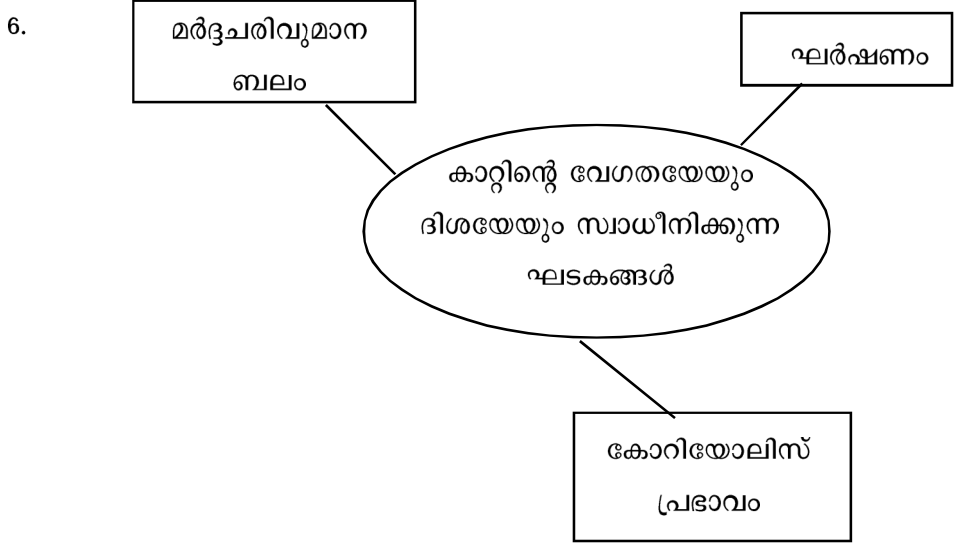 6.
മർദ്ദചരിവുമാന
ബലം
ഘർഷണം
കാറ്റിന്റെ വേഗതയേയും
ദിശയേയും സ്വാധീനിക്കുന്ന
ഘടകങ്ങൾ
കോറിയോലിസ്
പ്രഭാവം